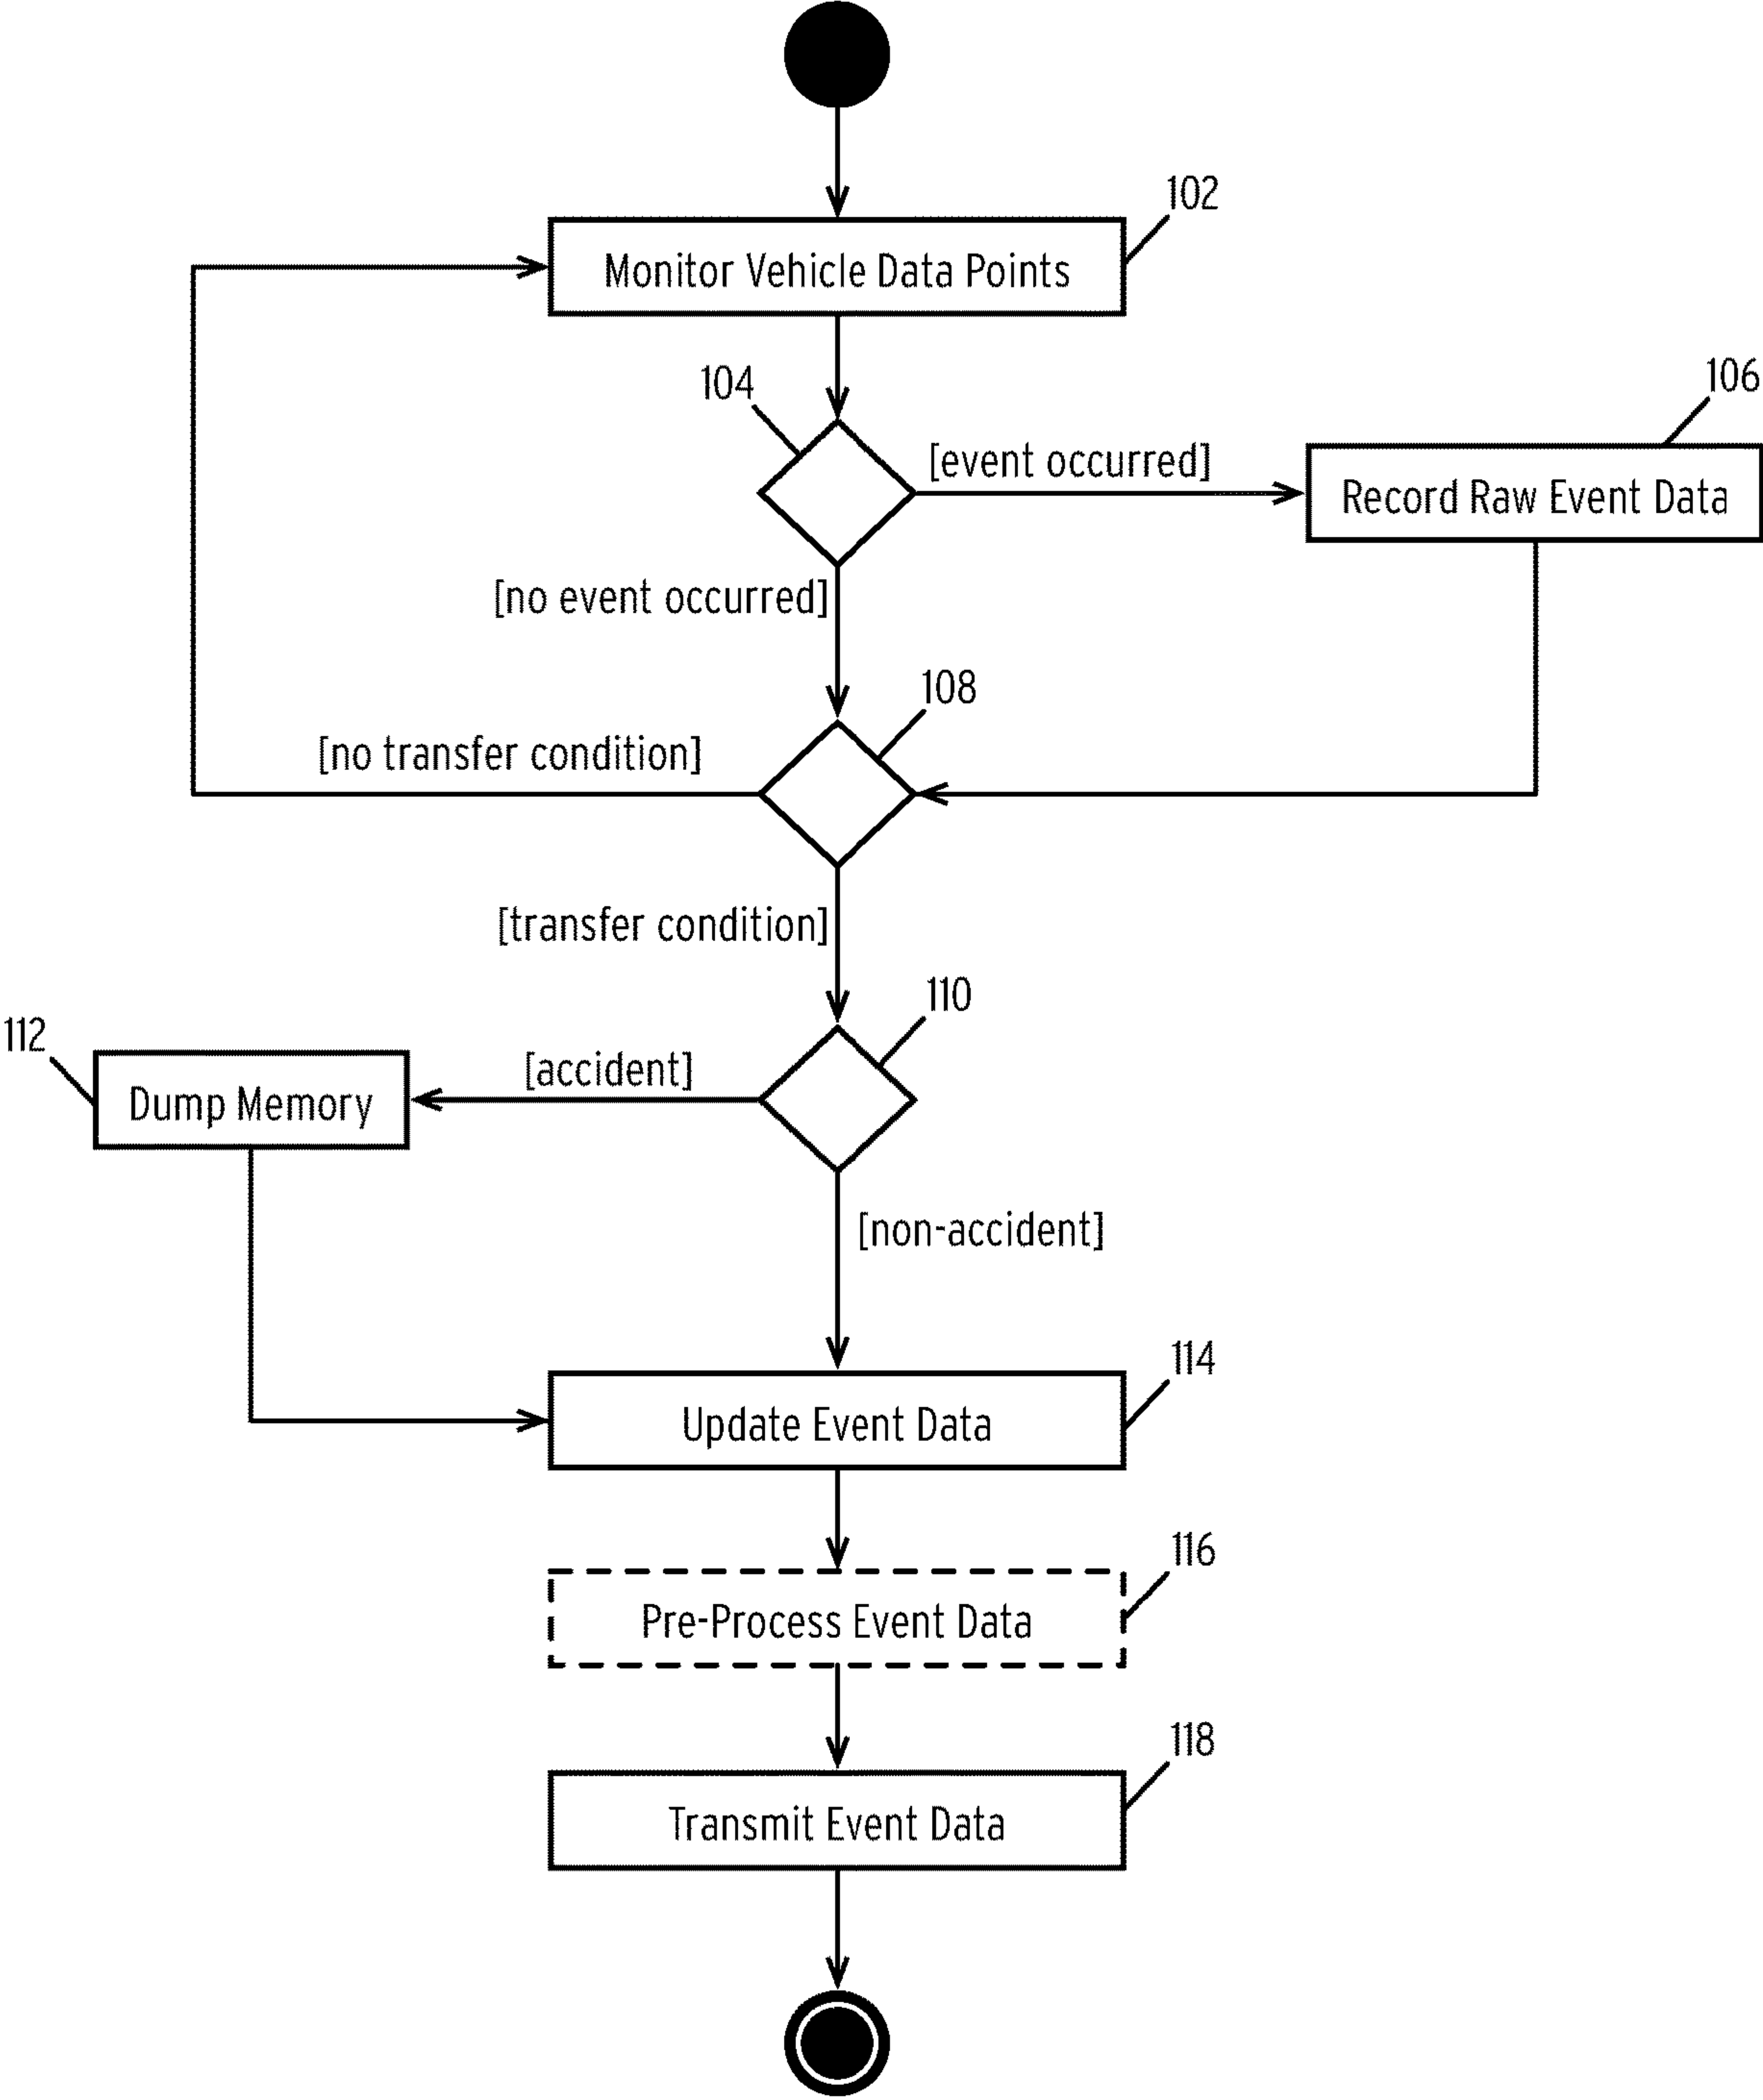 102
Monitor Vehicle Data Points
104
106
[event occurred]
Record Raw Event Data
[no event occurred]
108
[no transfer condition]
[transfer condition]
110
112
[accident]
Dump Memory
[non-accident]
114
Update Event Data
116
Pre-Process Event Data
118
Transmit Event Data